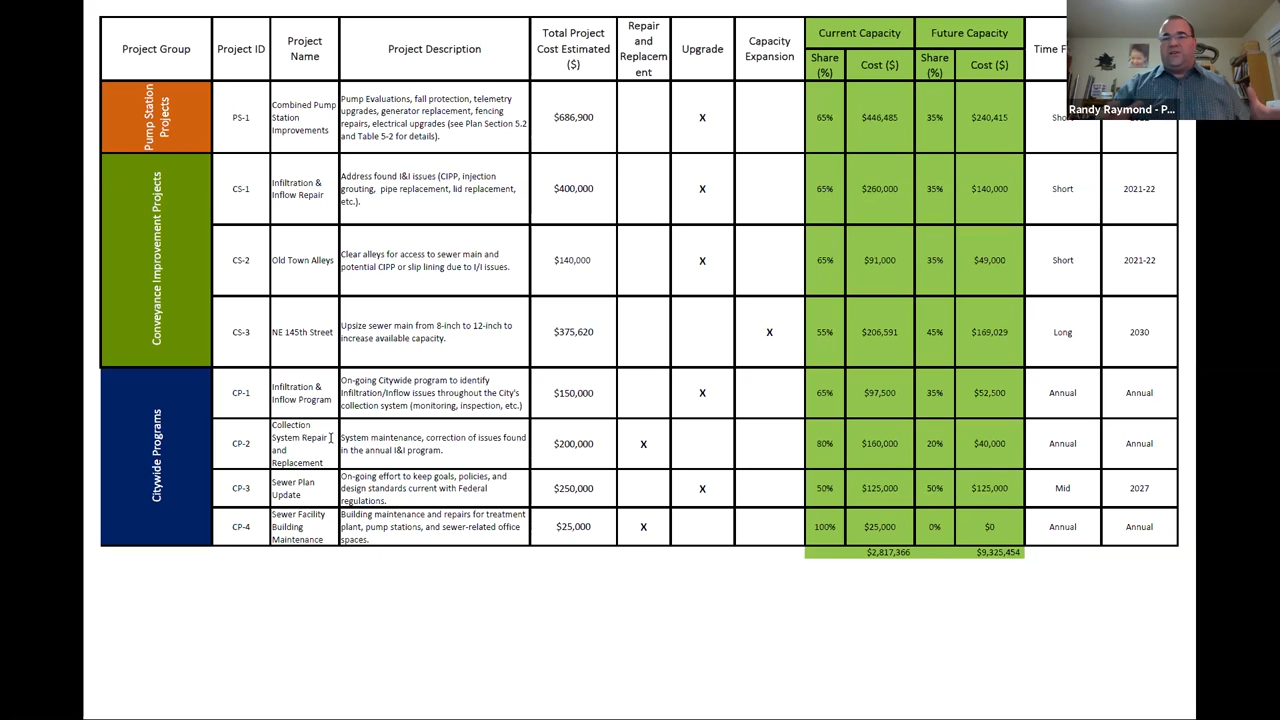 Project Group
Project ID
Project
Name
Project Description
Total Project
Cost Estimated
($)
Repair
and
Replacem
ent
Upgrade
Capacity
Expansion
Current Capacity
Future Capacity
Share
(%)
Cost ($)
Share
(%)
Cost ($)
Time F
Pump Station
Projects
PS-1
Combined Pump
Station
Improvements
Pump Evaluations, fall protection, telemetry
upgrades, generator replacement, fencing
repairs, electrical upgrades (see Plan Section 5.2
and Table 5-2 for details).
$686,900
X
65%
$446,485
35%
$240,415
Short
Randy Raymond - P...
Conveyance Improvement Projects
CS-1
Infiltration &
Inflow Repair
Address found I&I issues (CIPP, injection
grouting, pipe replacement, lid replacement,
etc.).
$400,000
X
65%
$260,000
35%
$140,000
Short
2021-22
CS-2
Old Town Alleys
Clear alleys for access to sewer main and
potential CIPP or slip lining due to I/I issues.
$140,000
X
65%
$91,000
35%
$49,000
Short
2021-22
CS-3
NE 145th Street
Upsize sewer main from 8-inch to 12-inch to
increase available capacity.
$375,620
X
55%
$206,591
45%
$169,029
Long
2030
Citywide Programs
CP-1
Infiltration &
Inflow Program
On-going Citywide program to identify
Infiltration/Inflow issues throughout the City's
collection system (monitoring, inspection, etc.)
$150,000
X
65%
$97,500
35%
$52,500
Annual
Annual
CP-2
Collection
System Repair
and
Replacement
System maintenance, correction of issues found
in the annual I&I program.
$200,000
X
80%
$160,000
20%
$40,000
Annual
Annual
CP-3
Sewer Plan
Update
On-going effort to keep goals, policies, and
design standards current with Federal
regulations.
$250,000
X
50%
$125,000
50%
$125,000
Mid
2027
CP-4
Sewer Facility
Building
Maintenance
Building maintenance and repairs for treatment
plant, pump stations, and sewer-related office
spaces.
$25,000
X
100%
$25,000
0%
$0
Annual
Annual
$2,817,366
$9,325,454